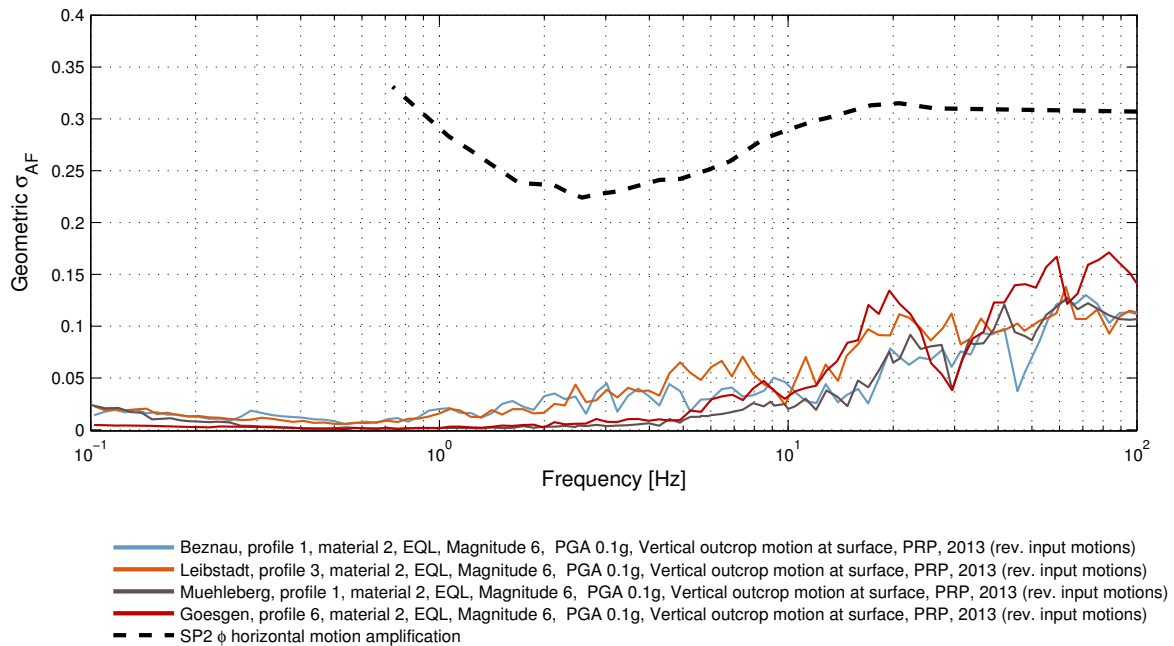 0.4
0.35
0.3
0.25
0.2
0.15
0.1
0.05
0
Geometric σAF
10⁻¹ 10⁰ 10¹ 10²
Frequency [Hz]
Beznau, profile 1, material 2, EQL, Magnitude 6, PGA 0.1g, Vertical outcrop motion at surface, PRP, 2013 (rev. input motions)
Leibstadt, profile 3, material 2, EQL, Magnitude 6, PGA 0.1g, Vertical outcrop motion at surface, PRP, 2013 (rev. input motions)
Muehleberg, profile 1, material 2, EQL, Magnitude 6, PGA 0.1g, Vertical outcrop motion at surface, PRP, 2013 (rev. input motions)
Goesgen, profile 6, material 2, EQL, Magnitude 6, PGA 0.1g, Vertical outcrop motion at surface, PRP, 2013 (rev. input motions)
SP2 ϕ horizontal motion amplification